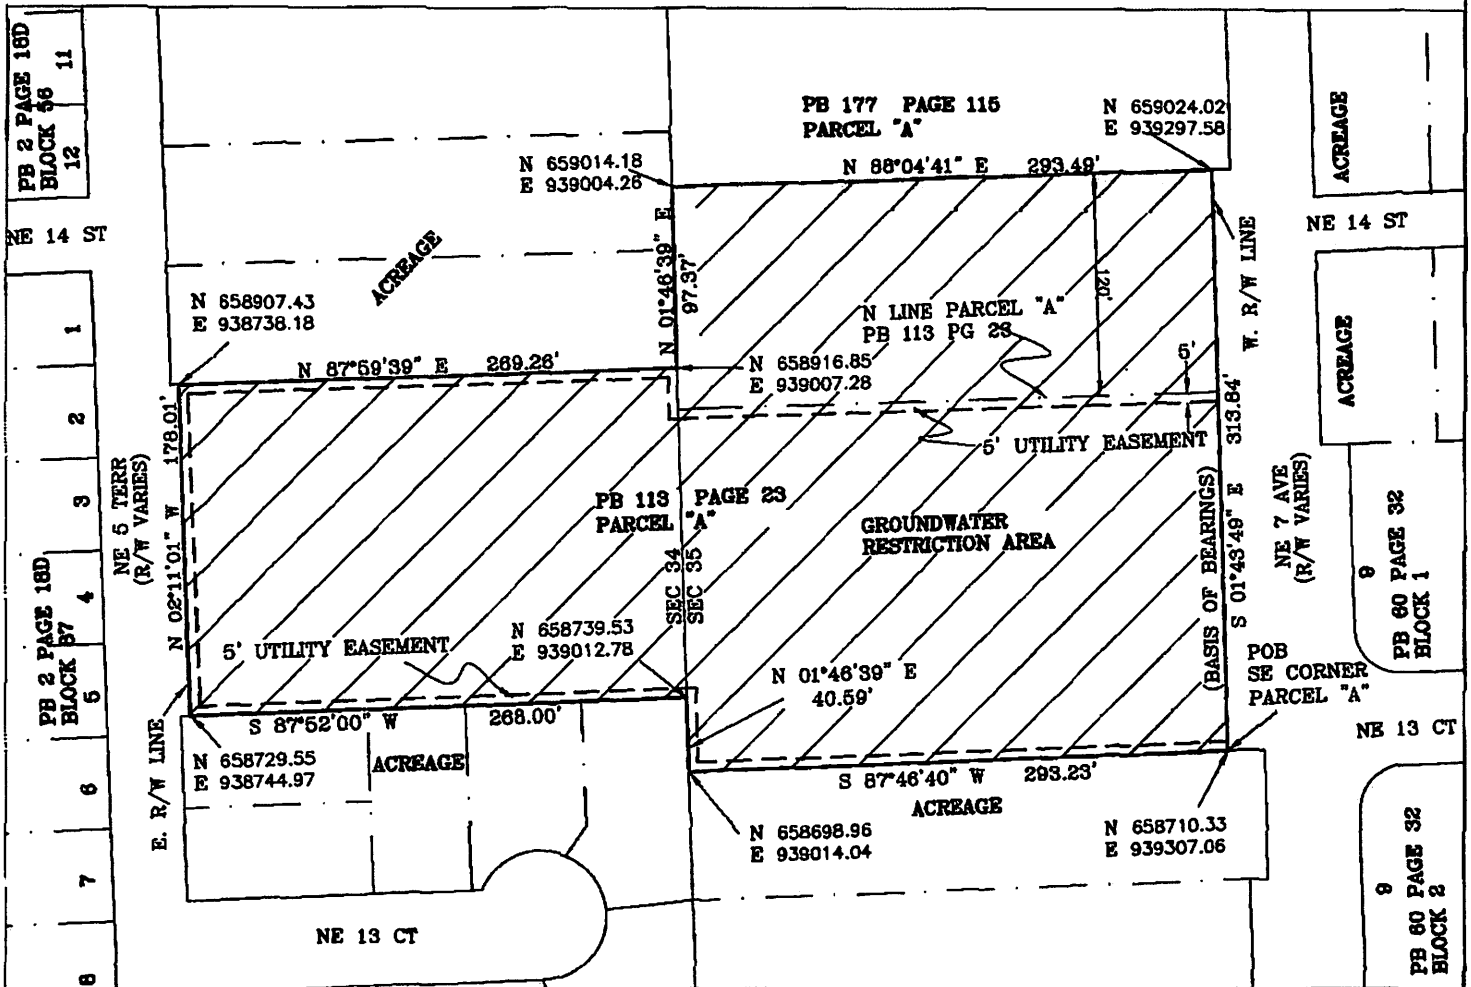 PB 2 PAGE 18D
BLOCK 56
11
12
NE 14 ST
PB 177 PAGE 115
PARCEL "A"
N 659024.02
E 939297.58
N 659014.18
E 939004.26
N 88°04'41" E 293.49'
ACREAGE
NE 14 ST
ACREAGE
N 01°46'39" E
97.37'
120'
W. R/W LINE
N 658907.43
E 938738.18
N LINE PARCEL "A"
PB 113 PG 23
ACREAGE
N 87°59'39" E 269.26'
N 658916.85
E 939007.28
5'
5' UTILITY EASEMENT
1
2
3
4
5
6
7
8
PB 2 PAGE 18D
BLOCK 87
NE 5 TERR
(R/W VARIES)
N 02°11'01" W 178.01'
PB 113 PAGE 23
PARCEL "A"
GROUNDWATER
RESTRICTION AREA
SEC 34
SEC 35
(BASIS OF BEARINGS)
S 01°43'49" E 313.84'
NE 7 AVE
(R/W VARIES)
9
PB 60 PAGE 32
BLOCK 1
5' UTILITY EASEMENT
N 658739.53
E 939012.78
N 01°46'39" E
40.59'
POB
SE CORNER
PARCEL "A"
NE 13 CT
S 87°52'00" W 268.00'
E. R/W LINE
N 658729.55
E 938744.97
ACREAGE
S 87°46'40" W 293.23'
ACREAGE
N 658698.96
E 939014.04
N 658710.33
E 939307.06
NE 13 CT
9
PB 60 PAGE 32
BLOCK 2